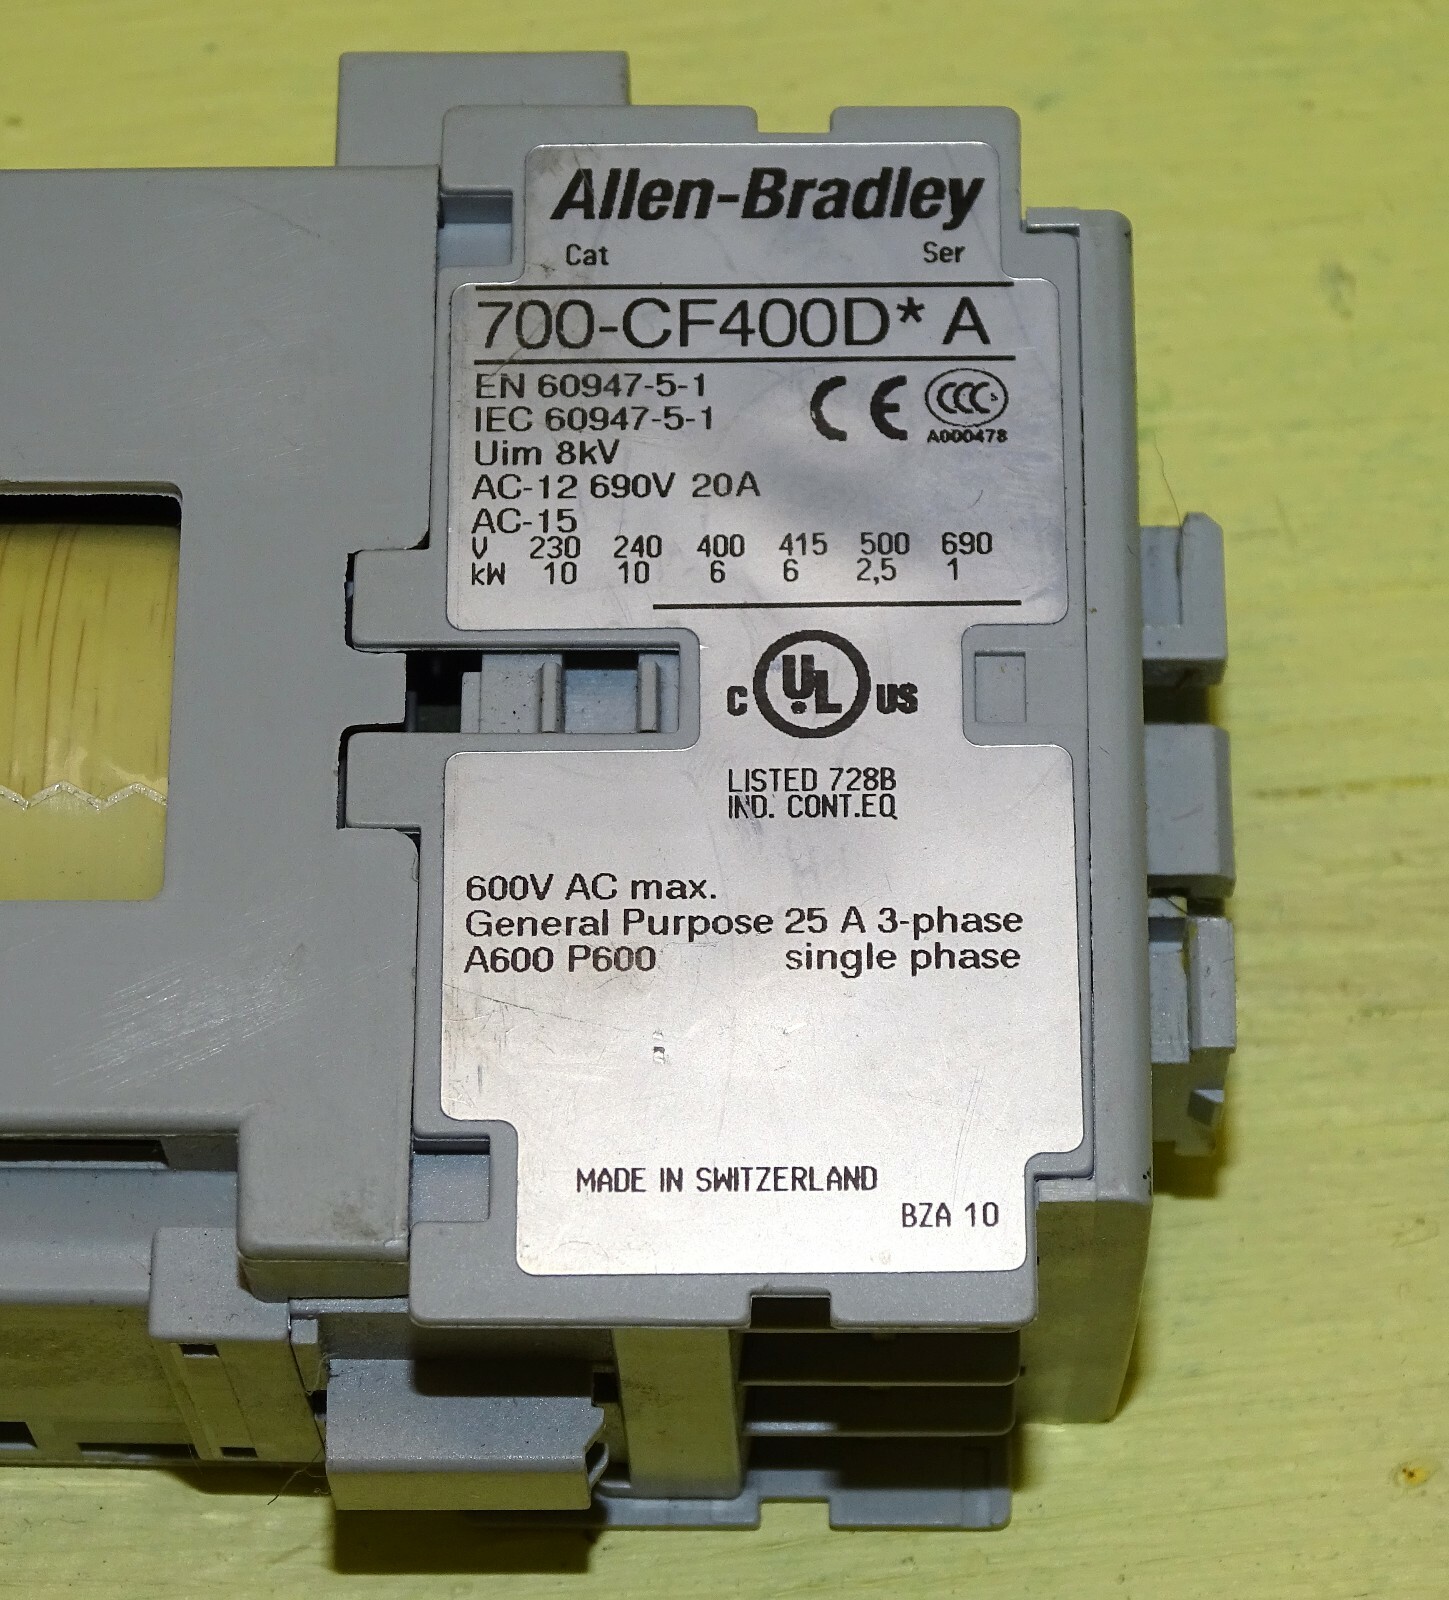 Allen-Bradley
Cat Ser
700-CF400D* A
EN 60947-5-1
IEC 60947-5-1
CE CCC S
A000478
Uim 8kV
AC-12 690V 20A
AC-15
V 230 240 400 415 500 690
kW 10 10 6 6 2,5 1
C UL US
LISTED 728B
IND. CONT.EQ
600V AC max.
General Purpose 25 A 3-phase
A600 P600 single phase
MADE IN SWITZERLAND
BZA 10